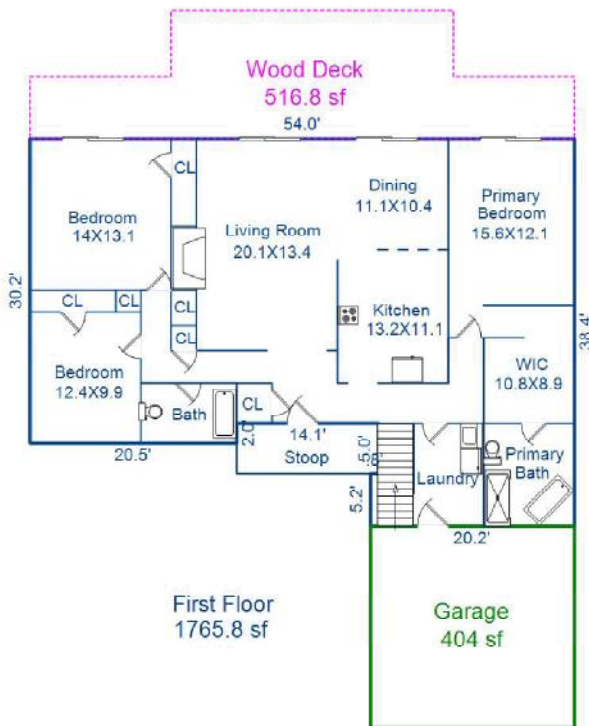 Wood Deck
516.8 sf
54.0'
CL
Dining
11.1X10.4
Primary
Bedroom
15.6X12.1
Bedroom
14X13.1
Living Room
20.1X13.4
30.2'
38.4'
CL
CL
CL
CL
Kitchen
13.2X11.1
Bedroom
12.4X9.9
WIC
10.8X8.9
Bath
CL
2.0'
14.1'
Stoop
5.0'
5.2'
20.5'
Laundry
Primary
Bath
20.2'
First Floor
1765.8 sf
Garage
404 sf